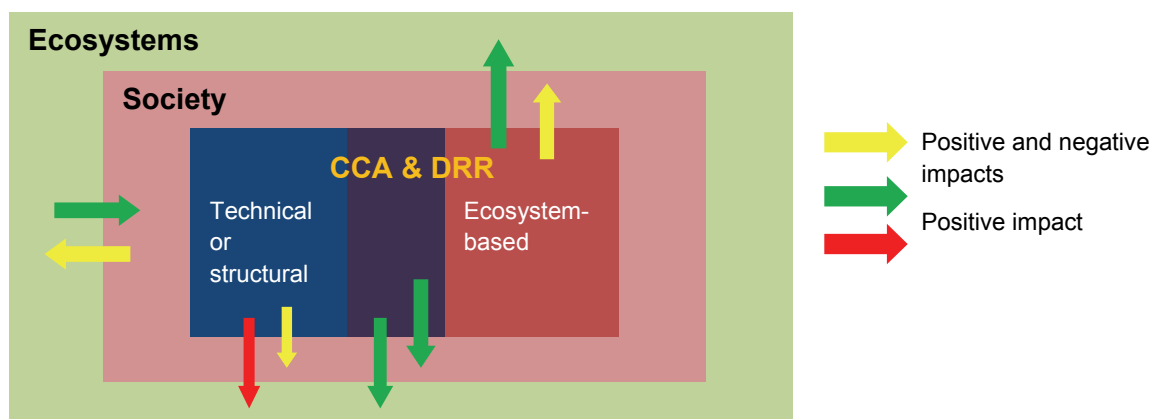 Ecosystems
Society
CCA & DRR
Technical
or
structural
Ecosystem-
based
Positive and negative
impacts
Positive impact